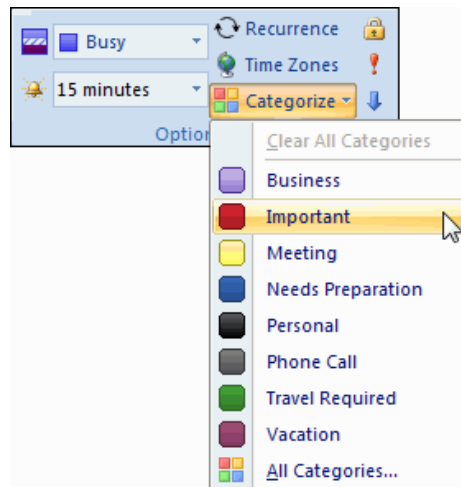 Busy
Recurrence
Time Zones
15 minutes
Categorize
Option
Clear All Categories
Business
Important
Meeting
Needs Preparation
Personal
Phone Call
Travel Required
Vacation
All Categories...